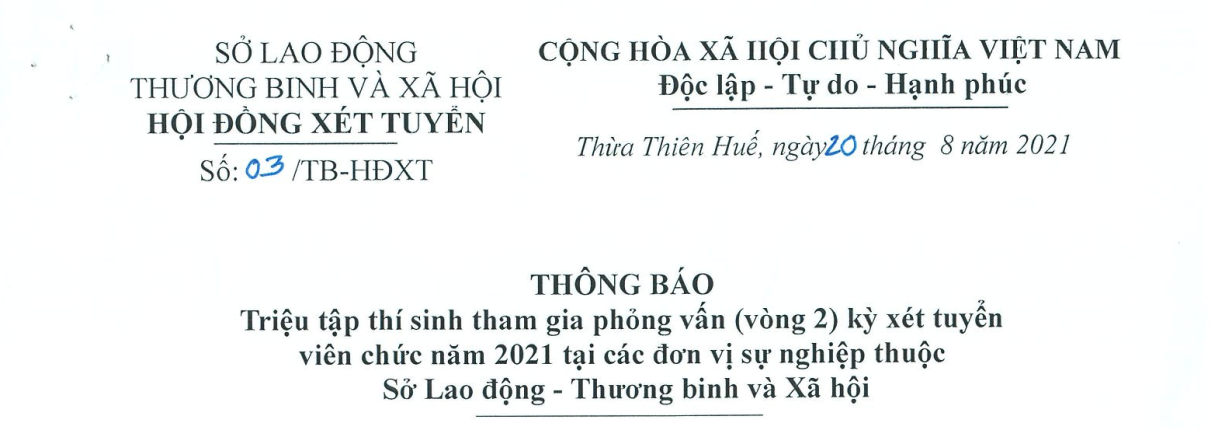 SỞ LAO ĐỘNG
THƯƠNG BINH VÀ XÃ HỘI
HỘI ĐỒNG XÉT TUYỂN
Số: 03 /TB-HĐXT
CỘNG HÒA XÃ HỘI CHỦ NGHĨA VIỆT NAM
Độc lập - Tự do - Hạnh phúc
Thừa Thiên Huế, ngày 20 tháng 8 năm 2021
THÔNG BÁO
Triệu tập thí sinh tham gia phỏng vấn (vòng 2) kỳ xét tuyển
viên chức năm 2021 tại các đơn vị sự nghiệp thuộc
Sở Lao động - Thương binh và Xã hội